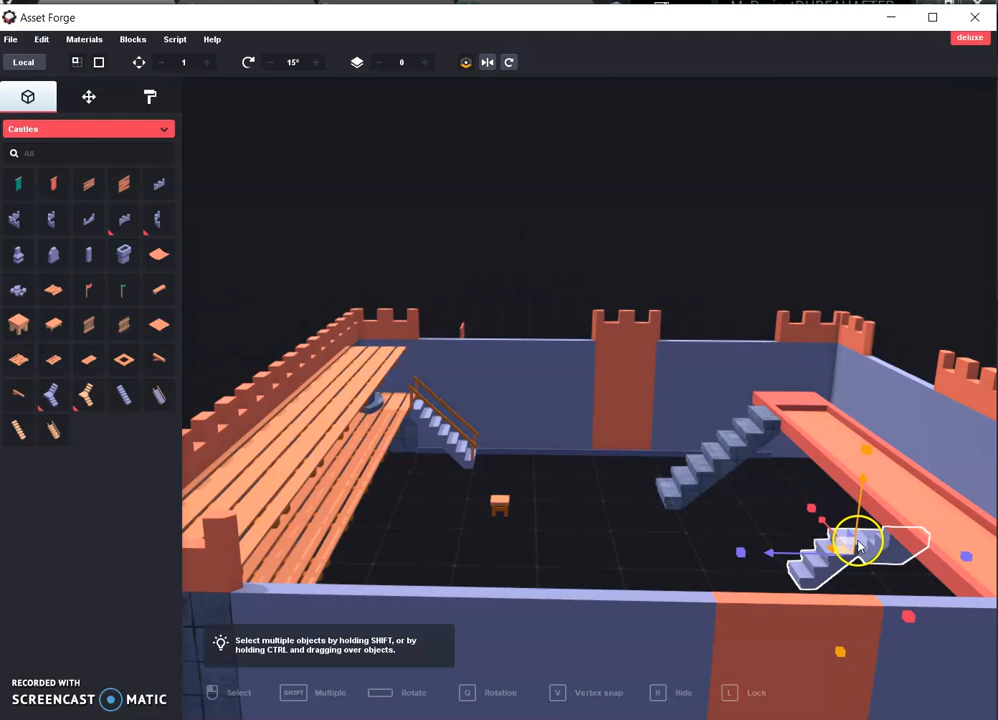 Asset Forge
File Edit Materials Blocks Script Help
deluxe
Local 1 15° 0
Castles
All
Select multiple objects by holding SHIFT, or by
holding CTRL and dragging over objects.
Select SHIFT Multiple Rotate Q Rotation V Vertex snap Hide L Lock
RECORDED WITH
SCREENCAST MATIC